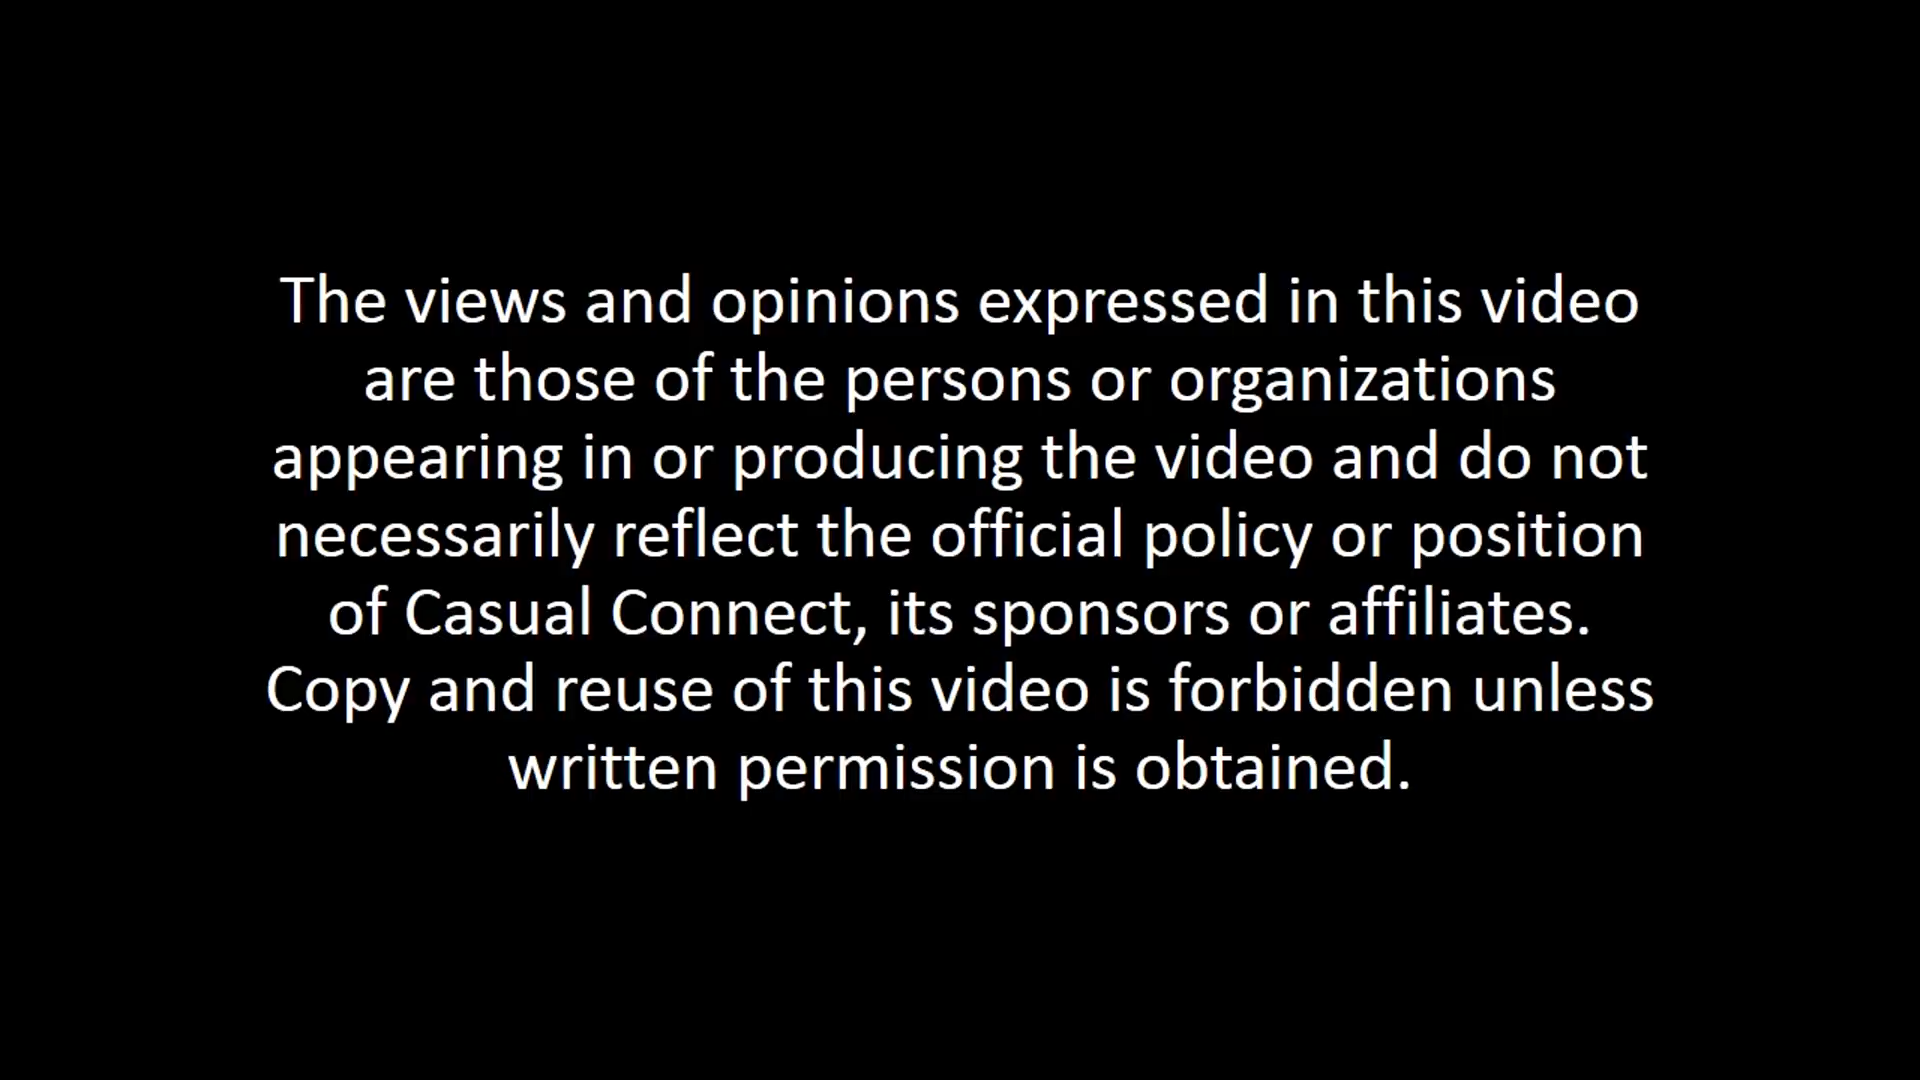 The views and opinions expressed in this video
are those of the persons or organizations
appearing in or producing the video and do not
necessarily reflect the official policy or position
of Casual Connect, its sponsors or affiliates.
Copy and reuse of this video is forbidden unless
written permission is obtained.